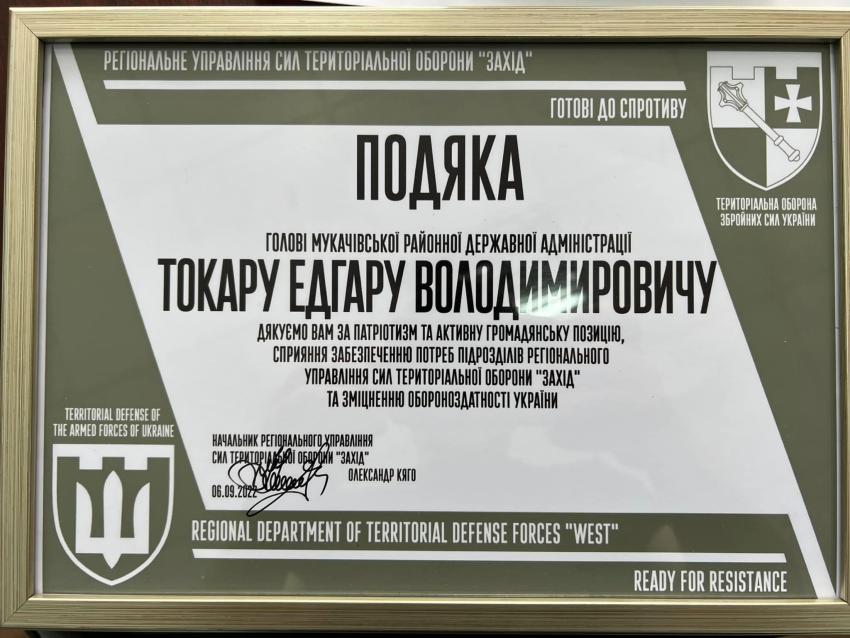 РЕГІОНАЛЬНЕ УПРАВЛІННЯ СИЛ ТЕРИТОРІАЛЬНОЇ ОБОРОНИ "ЗАХІД"
ГОТОВІ ДО СПРОТИВУ
ТЕРИТОРІАЛЬНА ОБОРОНА
ЗБРОЙНИХ СИЛ УКРАЇНИ
ПОДЯКА
ГОЛОВІ МУКАЧІВСЬКОЇ РАЙОННОЇ ДЕРЖАВНОЇ АДМІНІСТРАЦІЇ
ТОКАРУ ЕДГАРУ ВОЛОДИМИРОВИЧУ
ДЯКУЄМО ВАМ ЗА ПАТРІОТИЗМ ТА АКТИВНУ ГРОМАДЯНСЬКУ ПОЗИЦІЮ,
СПРИЯННЯ ЗАБЕЗПЕЧЕННЮ ПОТРЕБ ПІДРОЗДІЛІВ РЕГІОНАЛЬНОГО
УПРАВЛІННЯ СИЛ ТЕРИТОРІАЛЬНОЇ ОБОРОНИ "ЗАХІД"
ТА ЗМІЦНЕННЮ ОБОРОНОЗДАТНОСТІ УКРАЇНИ
TERRITORIAL DEFENSE OF
THE ARMED FORCES OF UKRAINE
НАЧАЛЬНИК РЕГІОНАЛЬНОГО УПРАВЛІННЯ
СИЛ ТЕРИТОРІАЛЬНОЇ ОБОРОНИ "ЗАХІД"
ОЛЕКСАНДР КЯГО
06.09.2022
REGIONAL DEPARTMENT OF TERRITORIAL DEFENSE FORCES "WEST"
READY FOR RESISTANCE